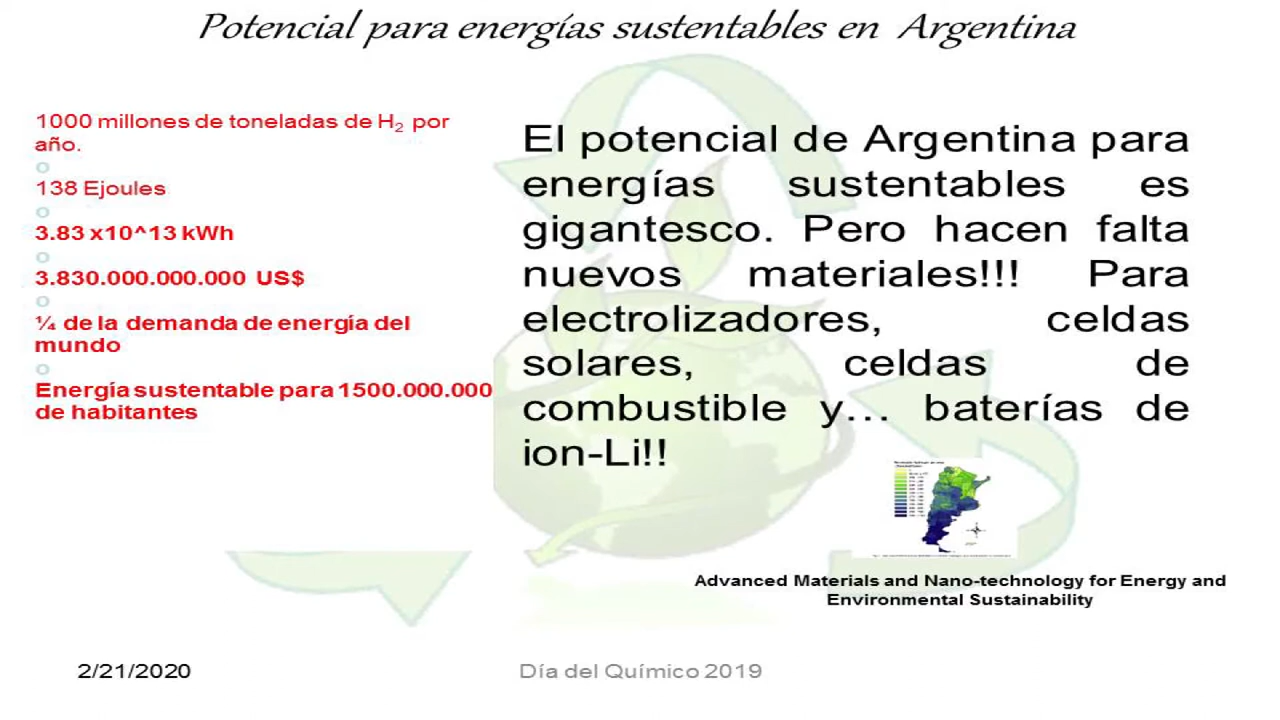 Potencial para energías sustentables en Argentina
1000 millones de toneladas de H₂ por
año.
o
138 Ejoules
o
3.83 x10^13 kWh
o
3.830.000.000.000 US$
o
¼ de la demanda de energía del
mundo
o
Energía sustentable para 1500.000.000
de habitantes
El potencial de Argentina para
energías sustentables es
gigantesco. Pero hacen falta
nuevos materiales!!! Para
electrolizadores, celdas
solares, celdas de
combustible y... baterías de
ion-Li!!
Advanced Materials and Nano-technology for Energy and
Environmental Sustainability
2/21/2020
Día del Químico 2019